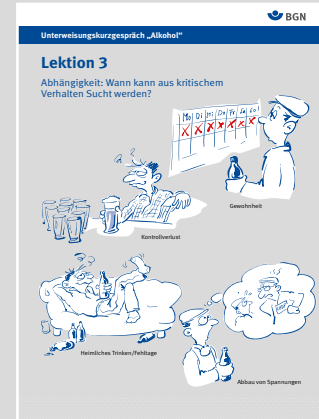 BGN
Unterweisungskurzgespräch „Alkohol“
Lektion 3
Abhängigkeit: Wann kann aus kritischem
Verhalten Sucht werden?
Mo Di Mi Do Fr Sa So
Gewohnheit
Kontrollverlust
Heimliches Trinken/Fehltage
Abbau von Spannungen